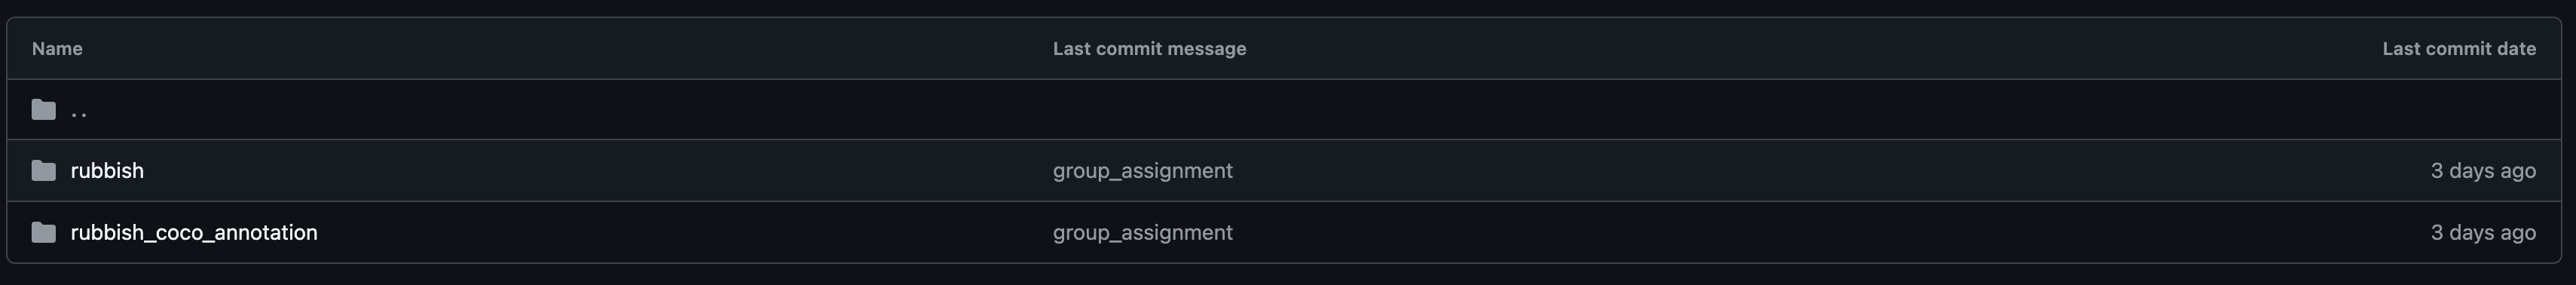 Name Last commit message Last commit date
..
rubbish group_assignment 3 days ago
rubbish_coco_annotation group_assignment 3 days ago